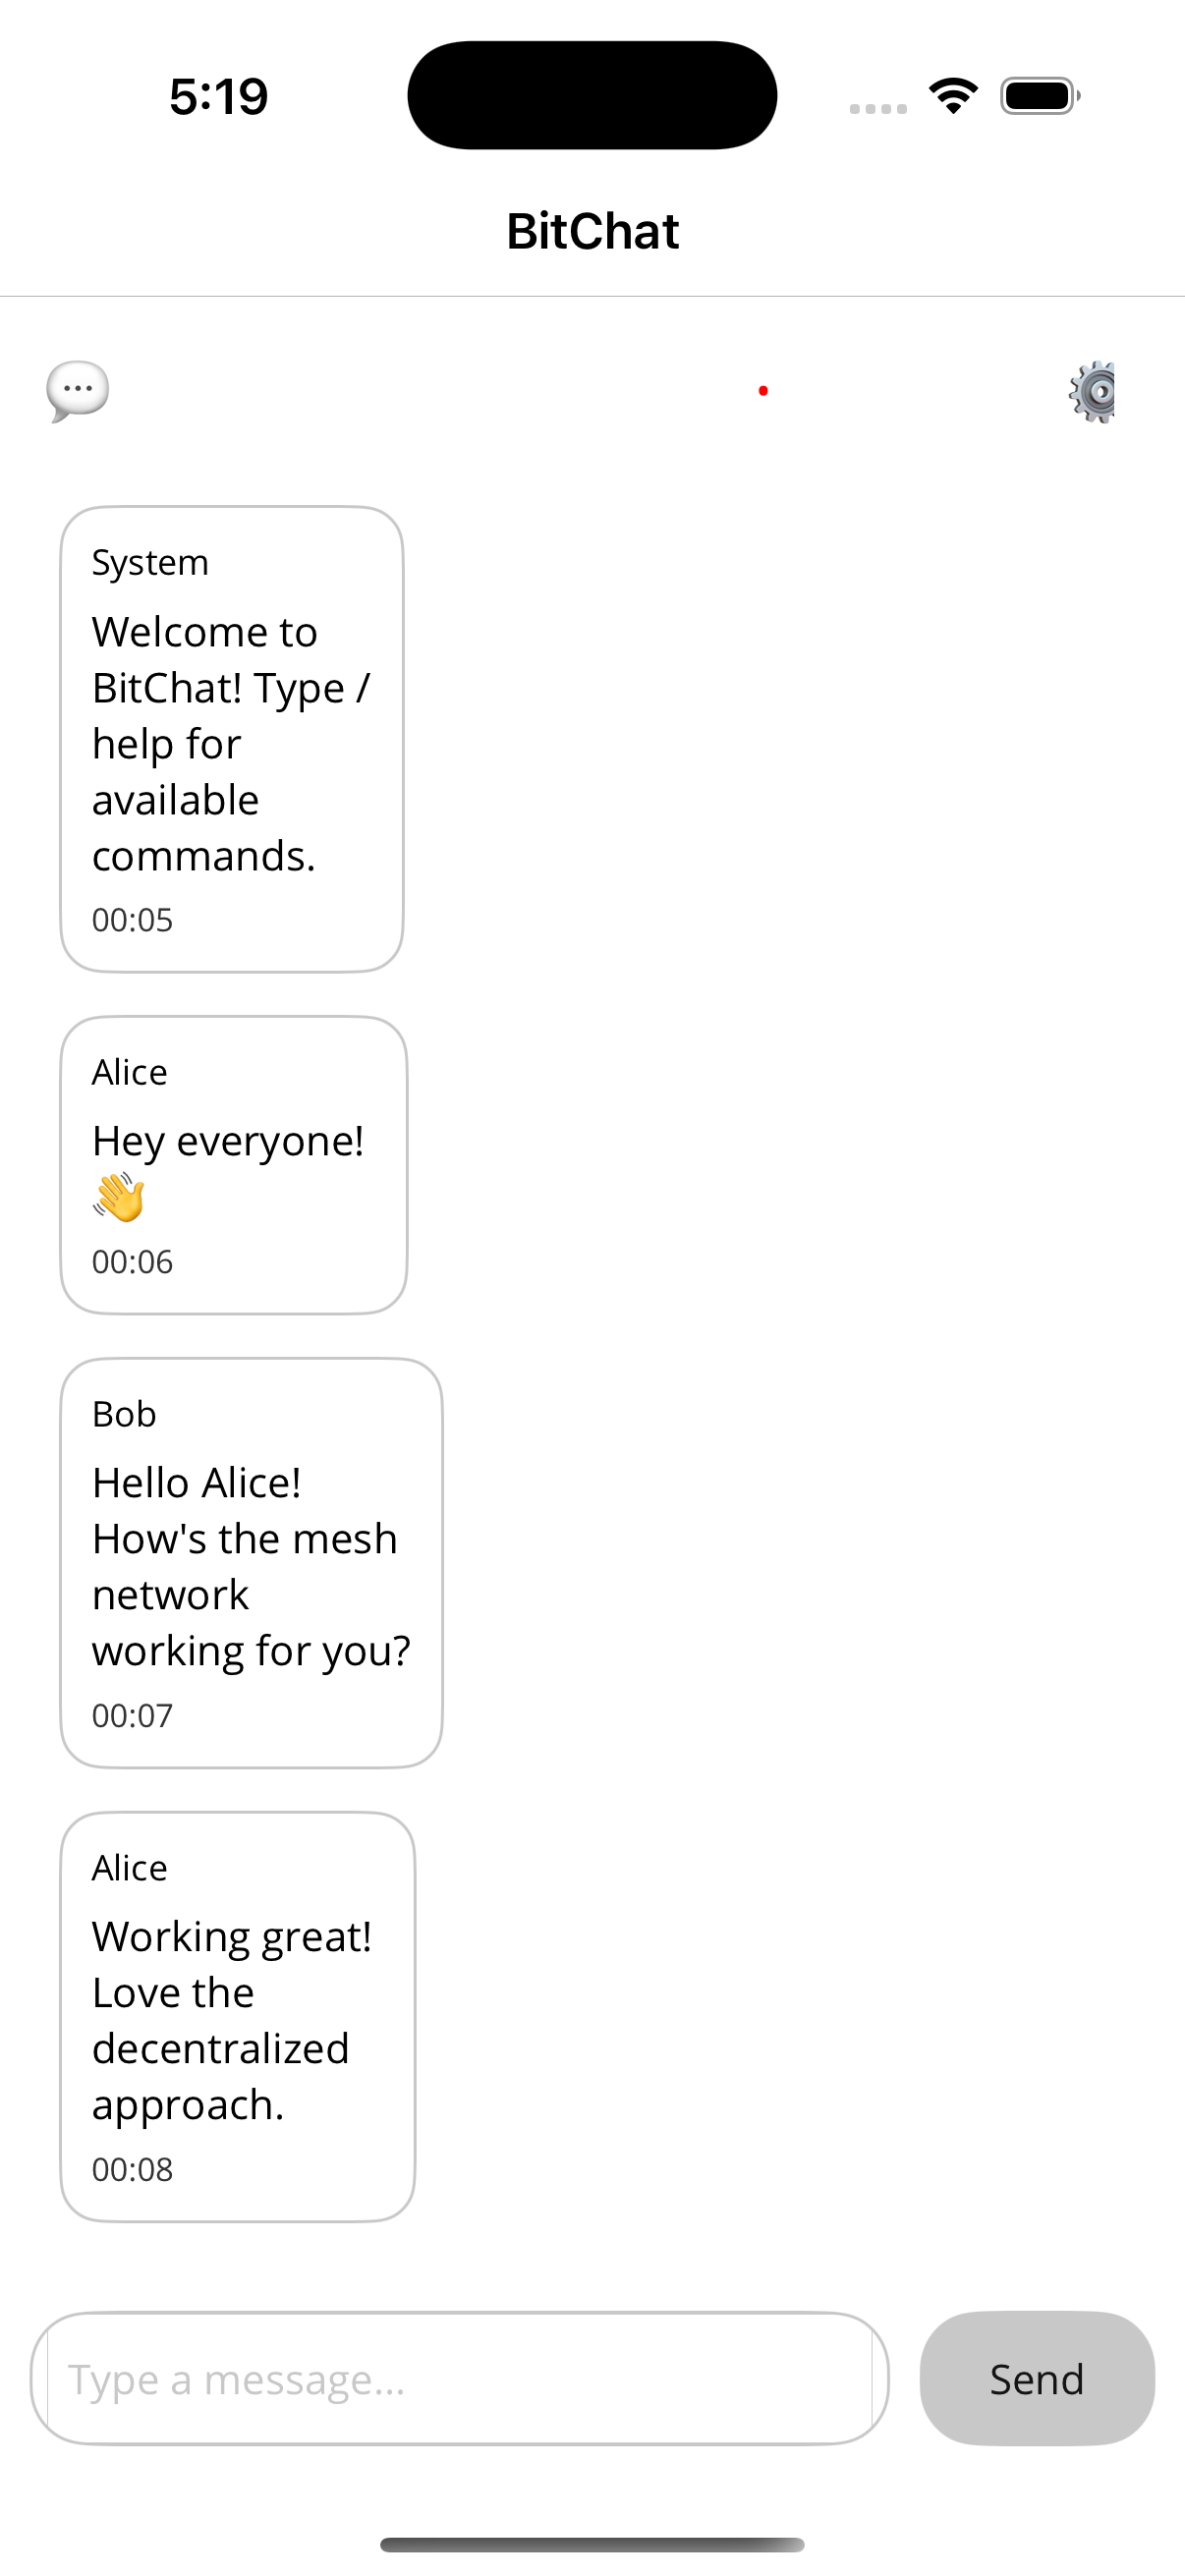 5:19
BitChat
System
Welcome to
BitChat! Type /
help for
available
commands.
00:05
Alice
Hey everyone!
👋
00:06
Bob
Hello Alice!
How's the mesh
network
working for you?
00:07
Alice
Working great!
Love the
decentralized
approach.
00:08
Type a message...
Send